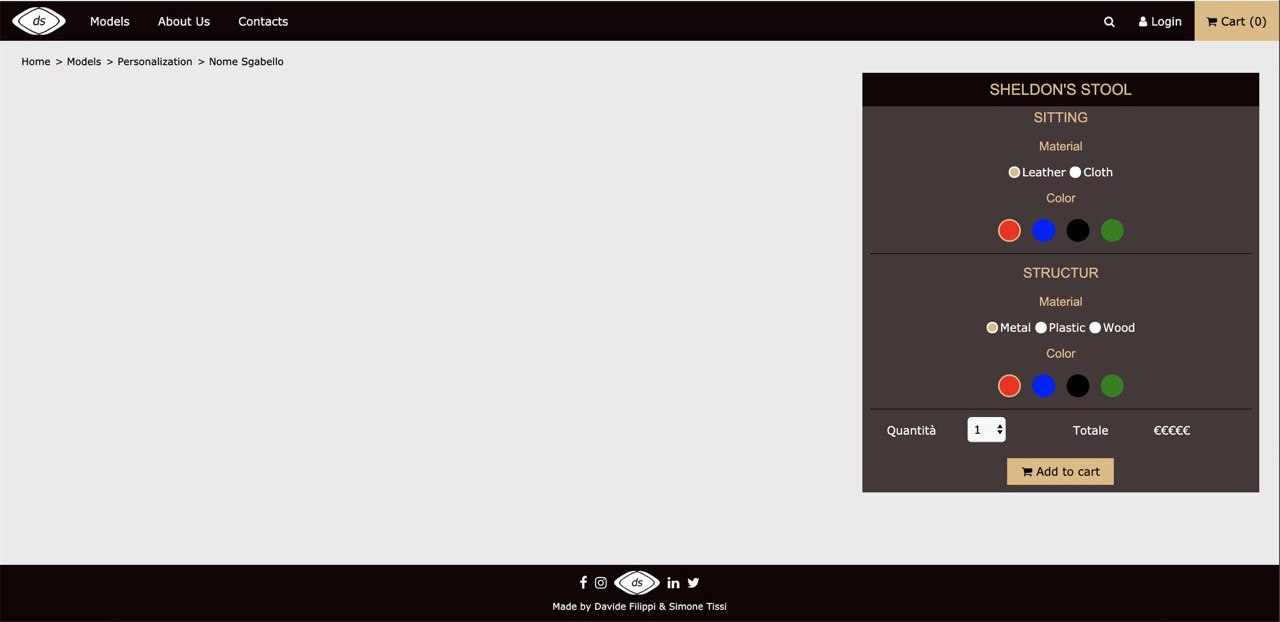 ds Models About Us Contacts Login Cart (0)
Home > Models > Personalization > Nome Sgabello
SHELDON'S STOOL
SITTING
Material
Leather Cloth
Color
STRUCTUR
Material
Metal Plastic Wood
Color
Quantità 1 Totale €€€€€
Add to cart
ds
Made by Davide Filippi & Simone Tissi